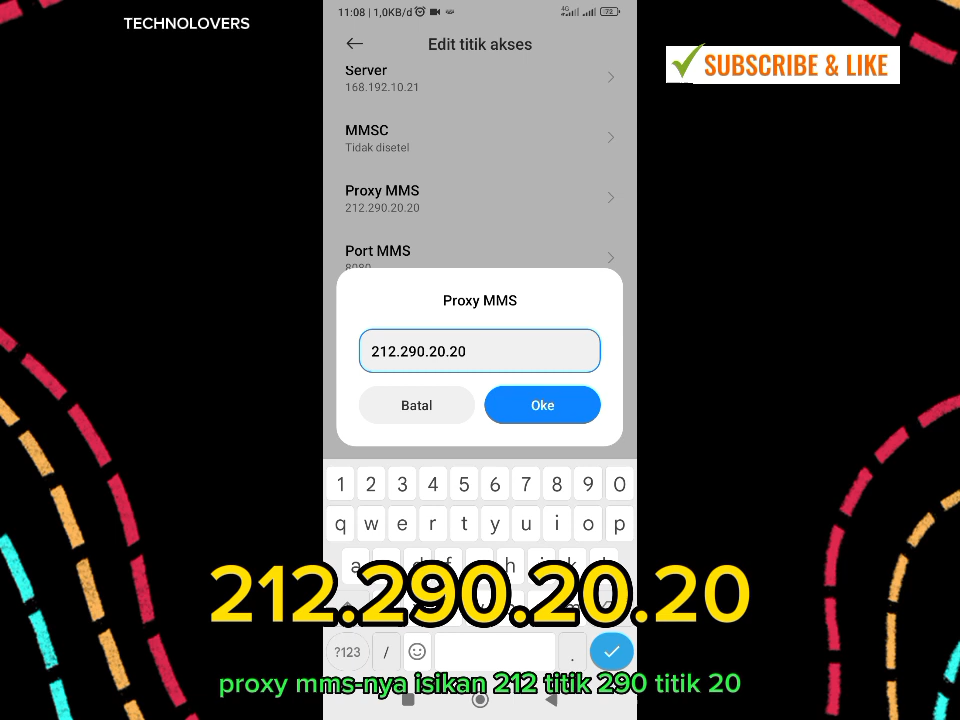 TECHNOLOVERS
11:08 | 1,0KB/d
4G
72
Edit titik akses
SUBSCRIBE & LIKE
Server
168.192.10.21
MMSC
Tidak disetel
Proxy MMS
212.290.20.20
Port MMS
8080
Proxy MMS
212.290.20.20
Batal
Oke
1 2 3 4 5 6 7 8 9 0
q w e r t y u i o p
212.290.20.20
?123 / .
proxy mms-nya isikan 212 titik 290 titik 20